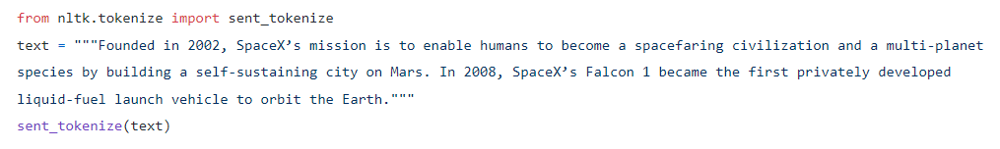 from nltk.tokenize import sent_tokenize
text = """Founded in 2002, SpaceX’s mission is to enable humans to become a spacefaring civilization and a multi-planet
species by building a self-sustaining city on Mars. In 2008, SpaceX’s Falcon 1 became the first privately developed
liquid-fuel launch vehicle to orbit the Earth."""
sent_tokenize(text)